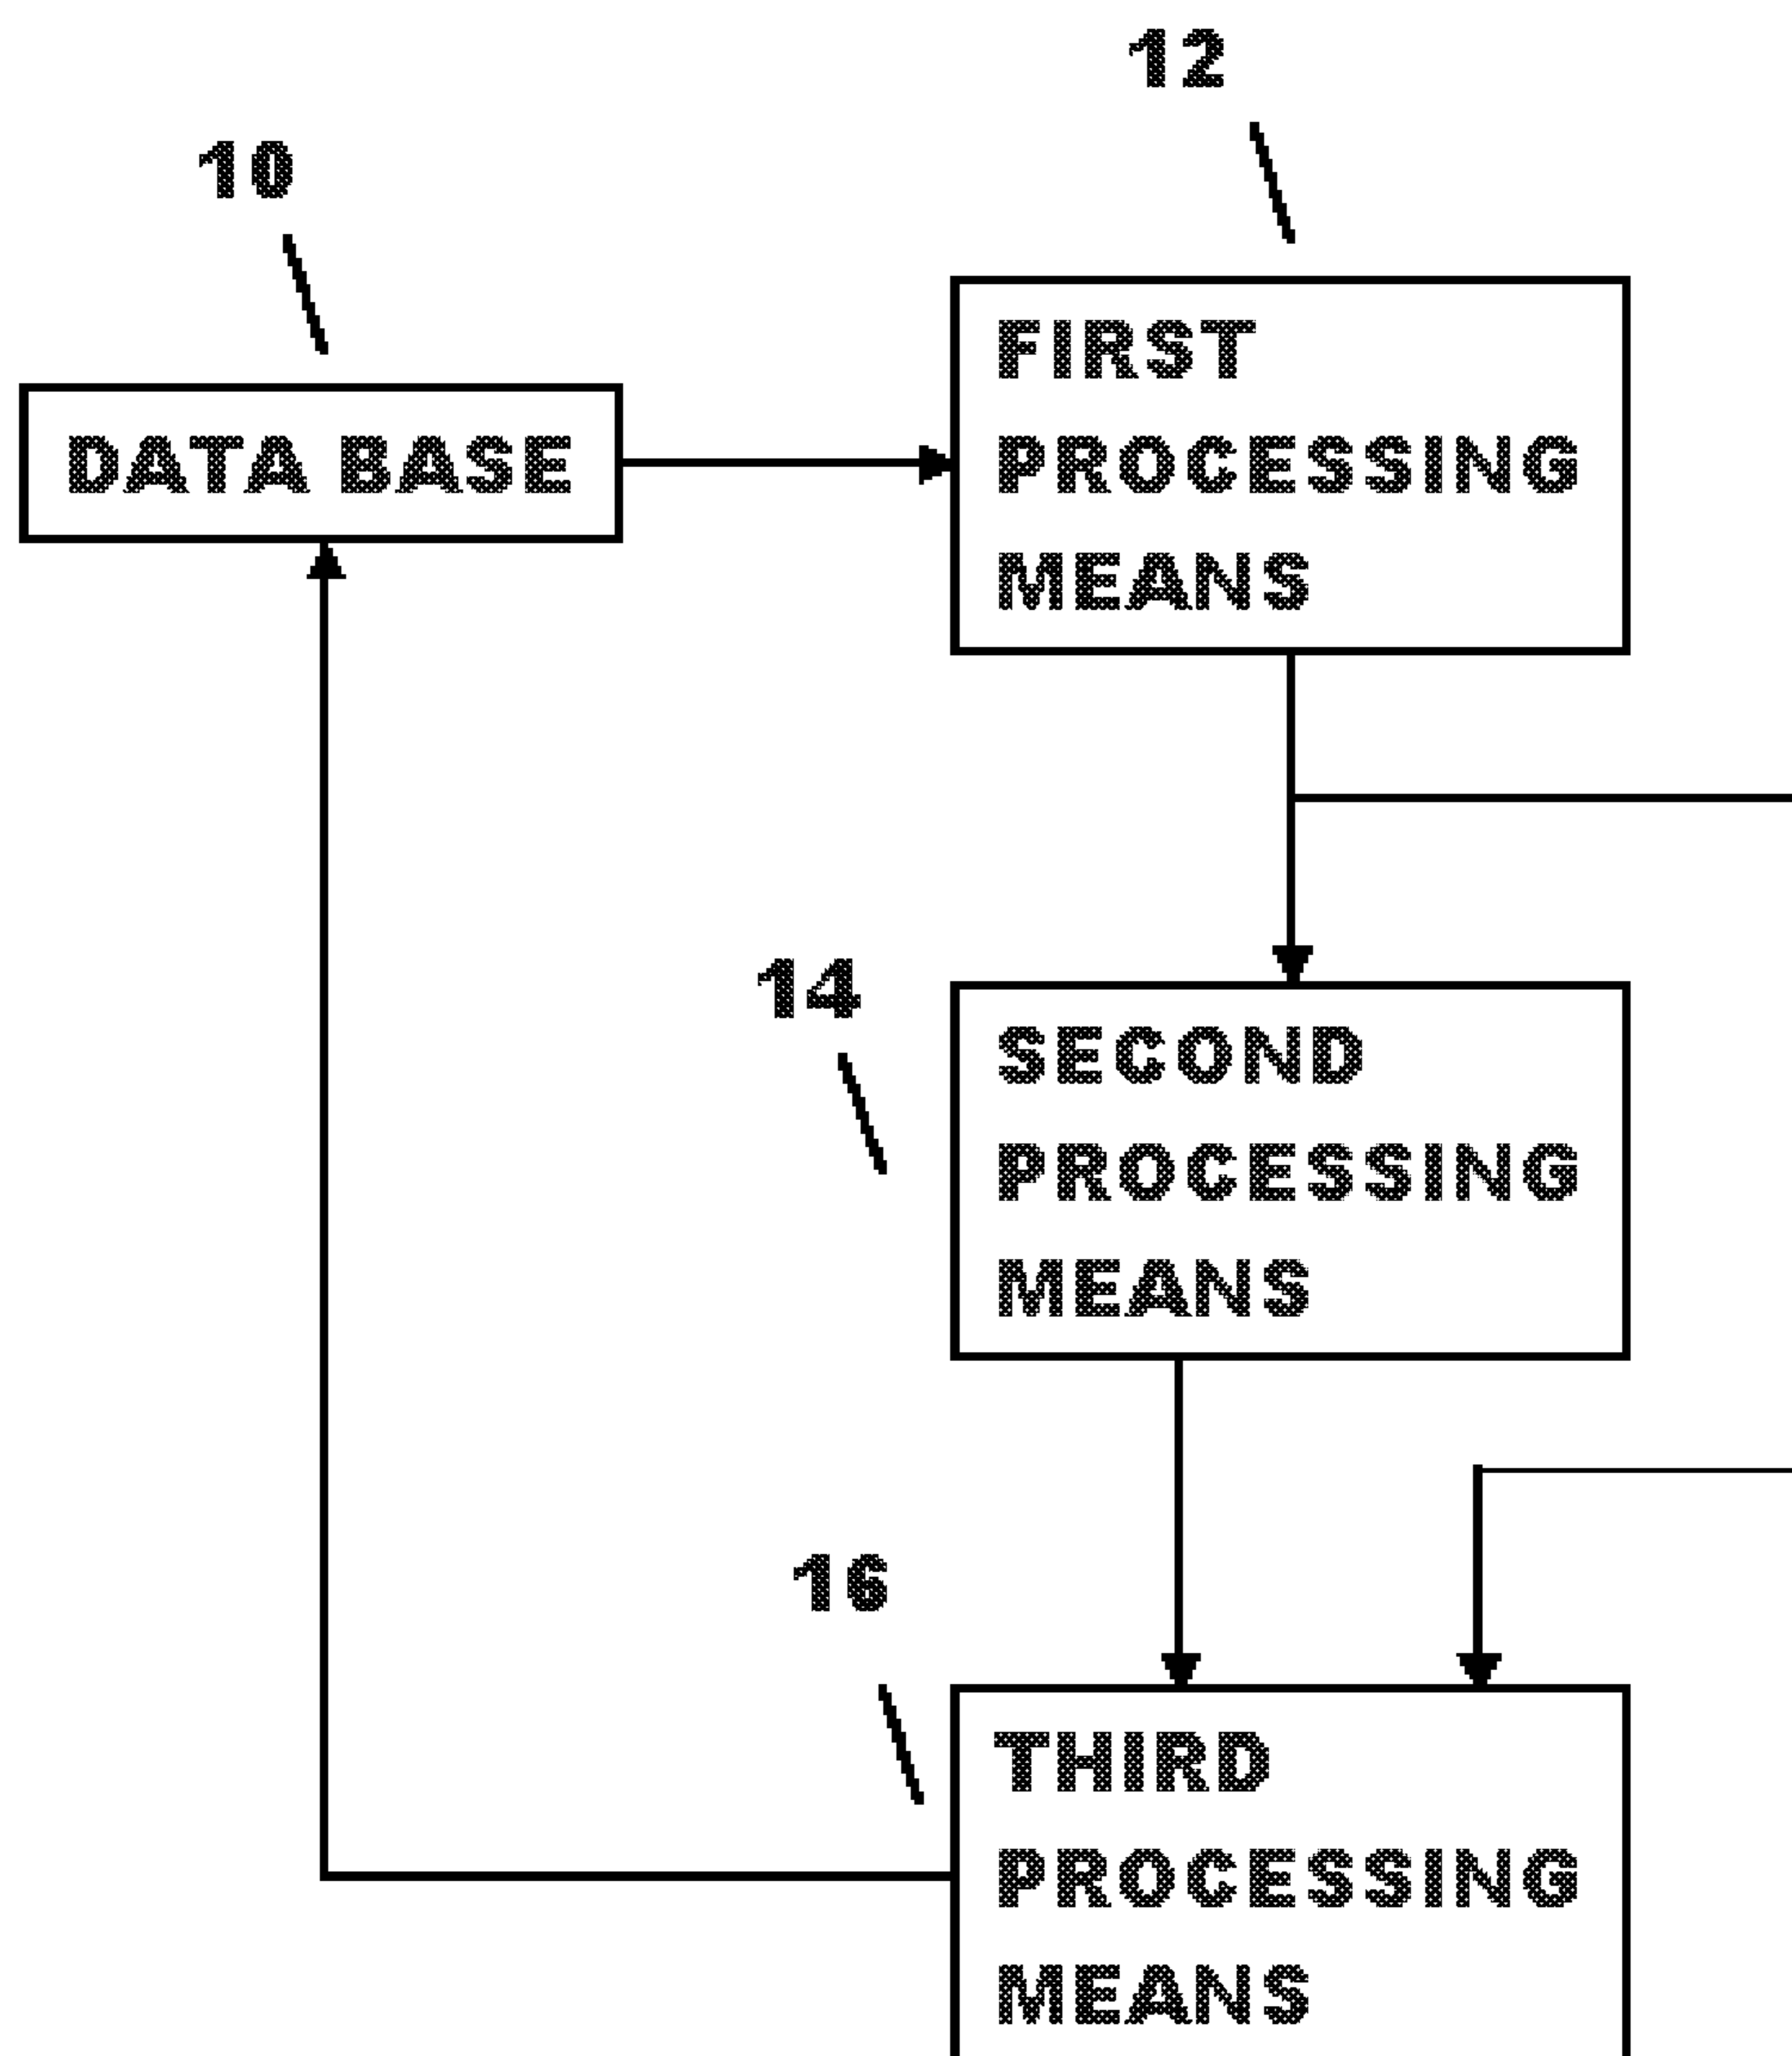 12
10
FIRST
PROCESSING
MEANS
DATA BASE
14
SECOND
PROCESSING
MEANS
16
THIRD
PROCESSING
MEANS